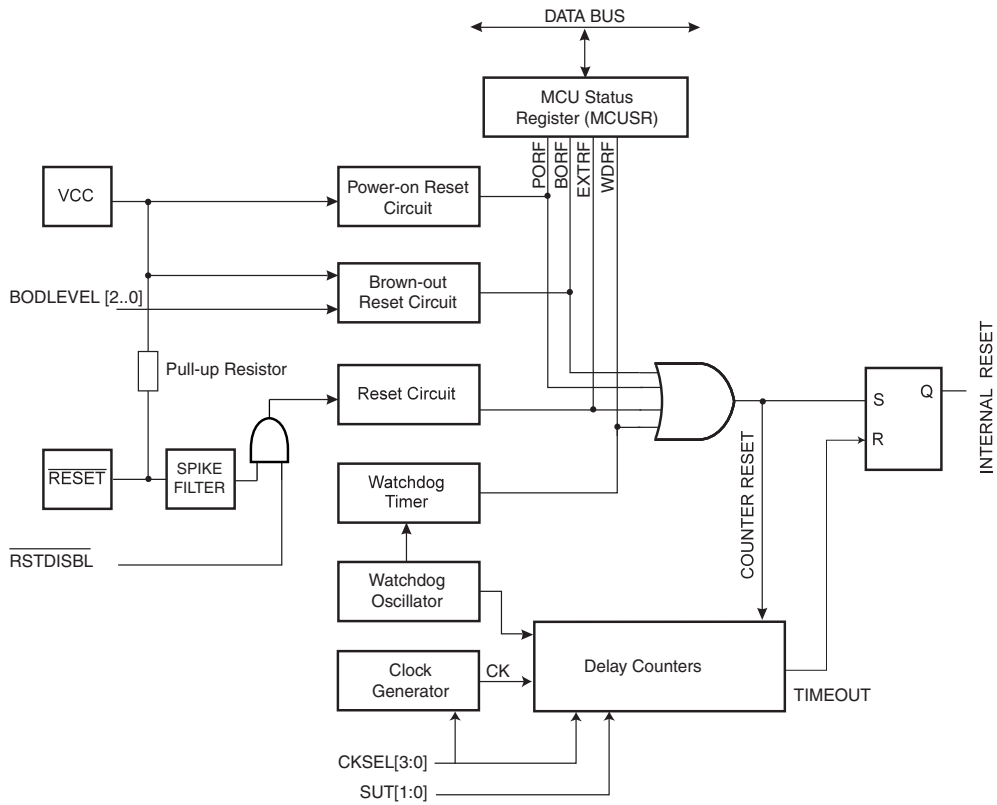 DATA BUS
MCU Status
Register (MCUSR)
PORF
BORF
EXTRF
WDRF
VCC
Power-on Reset
Circuit
BODLEVEL [2..0]
Brown-out
Reset Circuit
Pull-up Resistor
Reset Circuit
S
Q
R
INTERNAL RESET
RESET
SPIKE
FILTER
Watchdog
Timer
COUNTER RESET
RSTDISBL
Watchdog
Oscillator
Clock
Generator
CK
Delay Counters
TIMEOUT
CKSEL[3:0]
SUT[1:0]